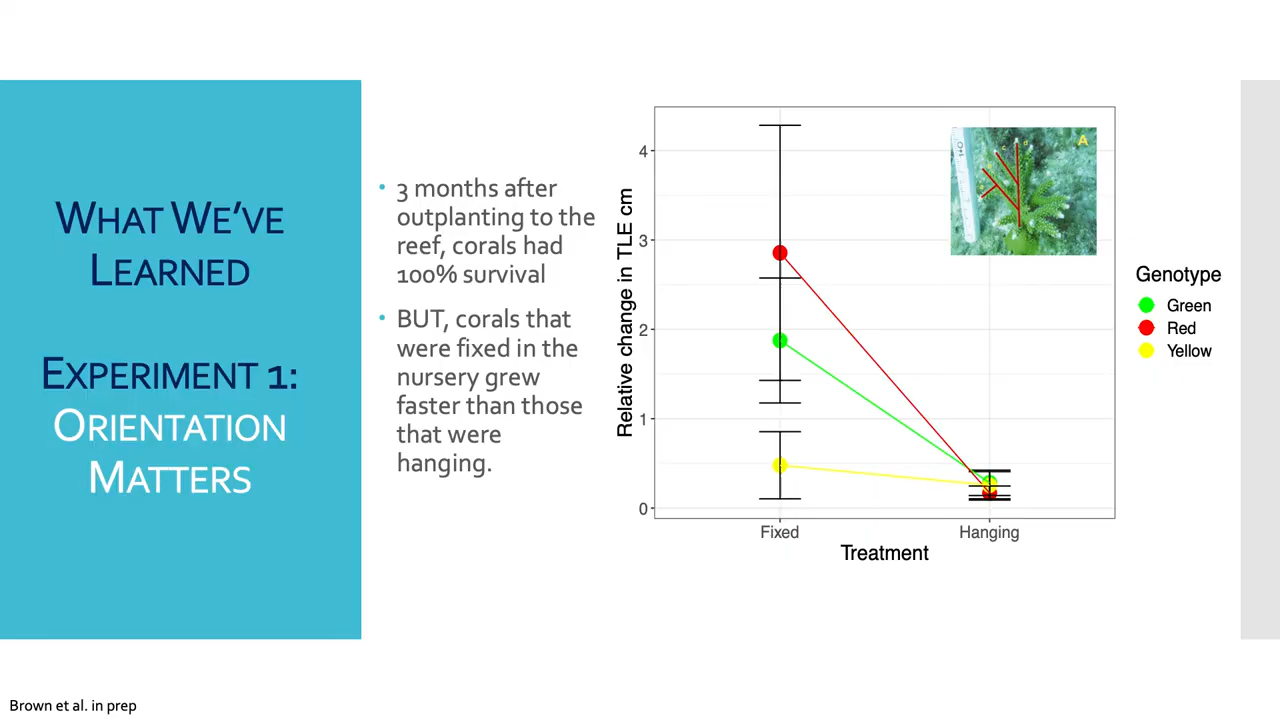 WHAT WE'VE
LEARNED
EXPERIMENT 1:
ORIENTATION
MATTERS
• 3 months after
outplanting to the
reef, corals had
100% survival
• BUT, corals that
were fixed in the
nursery grew
faster than those
that were
hanging.
Relative change in TLE cm
4
3
2
1
0
A
Fixed
Hanging
Treatment
Genotype
Green
Red
Yellow
Brown et al. in prep